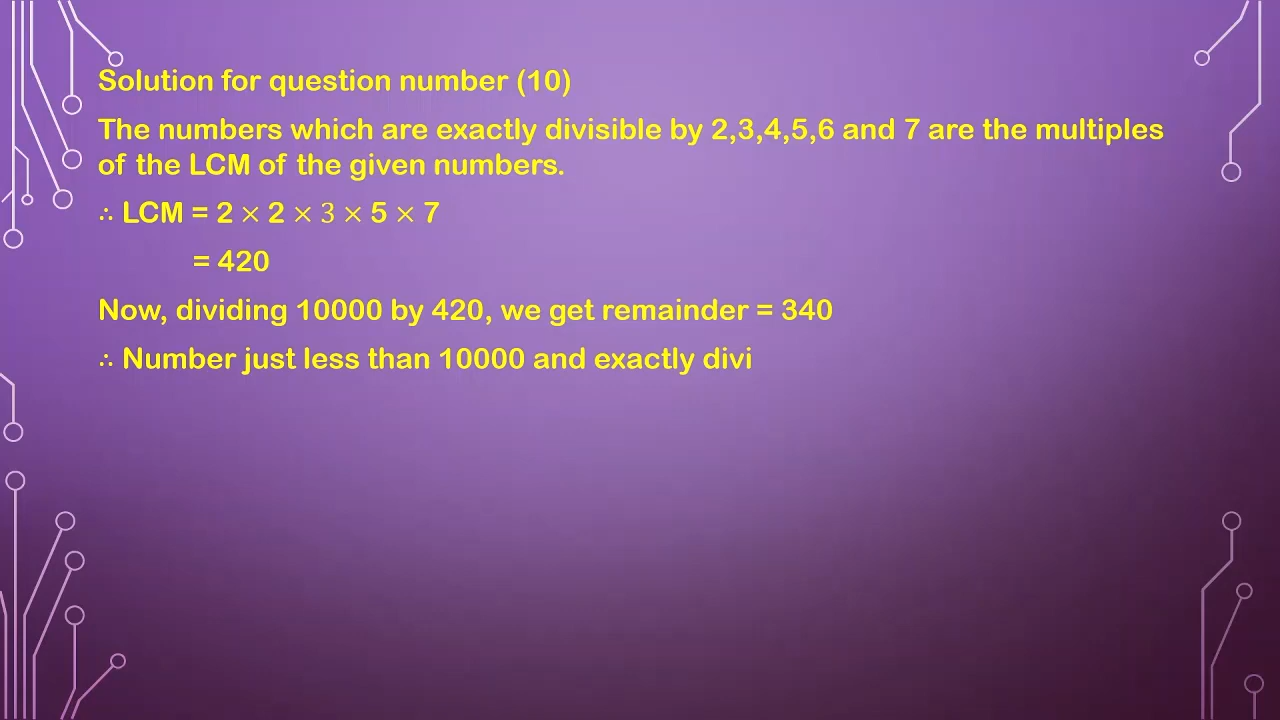 Solution for question number (10)
The numbers which are exactly divisible by 2,3,4,5,6 and 7 are the multiples
of the LCM of the given numbers.
∴ LCM = 2 × 2 × 3 × 5 × 7
= 420
Now, dividing 10000 by 420, we get remainder = 340
∴ Number just less than 10000 and exactly divi